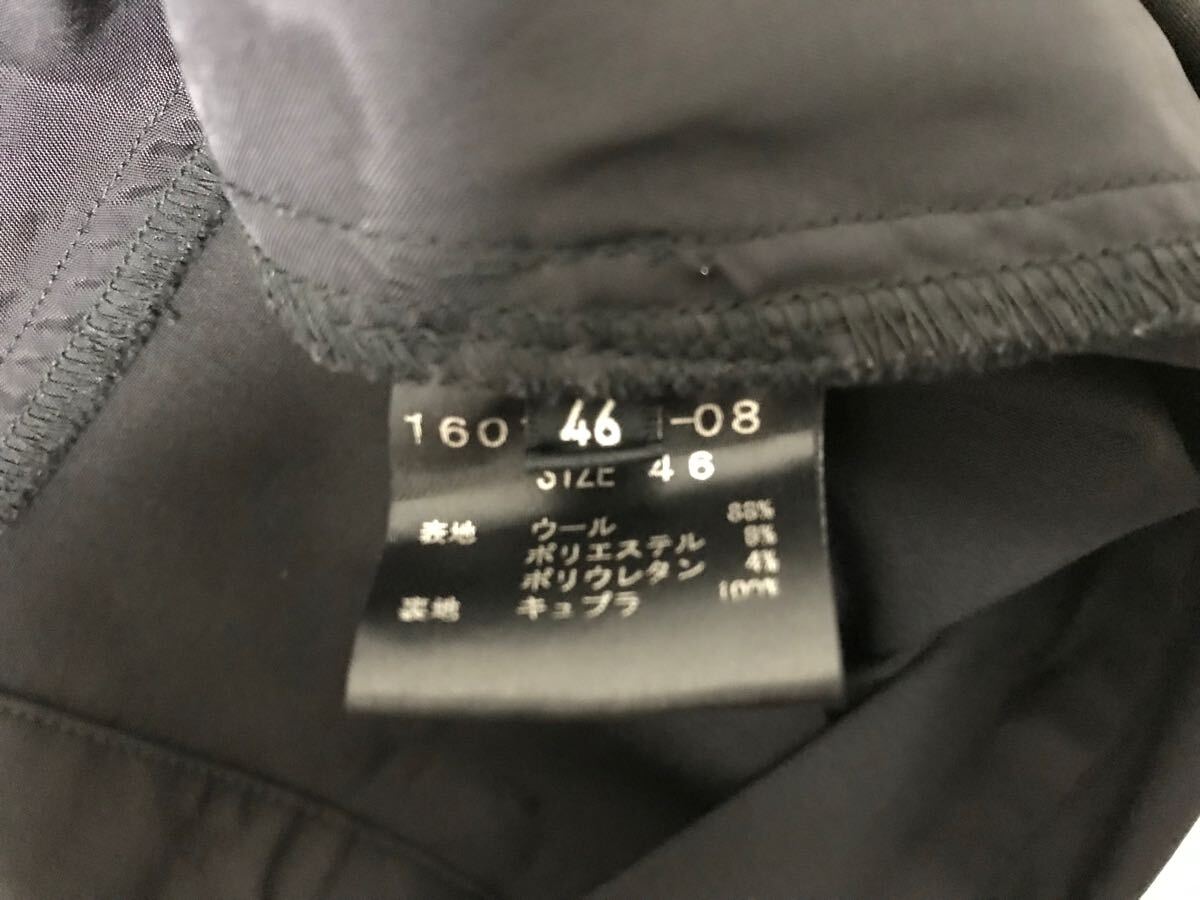 160 46 -08
SIZE 46
表地 ウール 88%
ポリエステル 8%
ポリウレタン 4%
裏地 キュプラ 100%